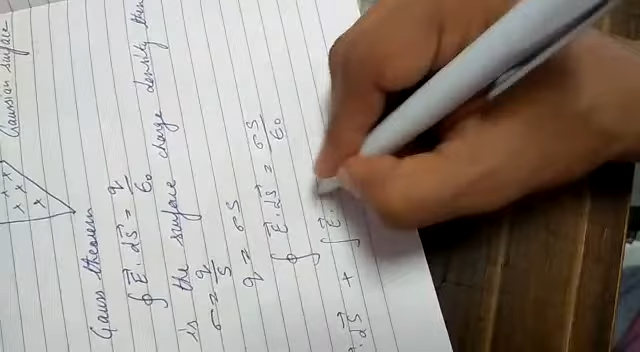 Gaussian surface
x x
x x
x
Gauss theorem
∮ E⃗ . dS⃗ = q/ϵ₀
is the surface charge density then
σ = q/S
q = σS
∮ E⃗ . dS⃗ = σS/ϵ₀
. dS⃗ + ∫ E⃗ .